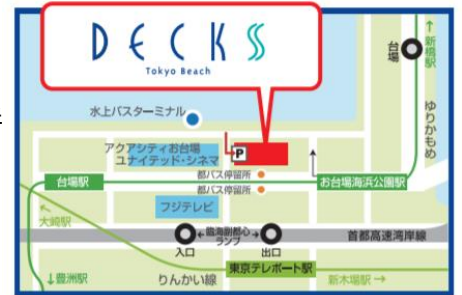 DECKS
Tokyo Beach
台場
↑新橋駅
ゆりかもめ
水上バスターミナル
アクアシティお台場
ユナイテッド・シネマ
P
都バス停留所
台場駅
お台場海浜公園駅
都バス停留所
フジテレビ
←大崎駅
←臨海副都心→
ランプ
入口
出口
首都高速湾岸線
東京テレポート駅
↓豊洲駅
りんかい線
新木場駅→